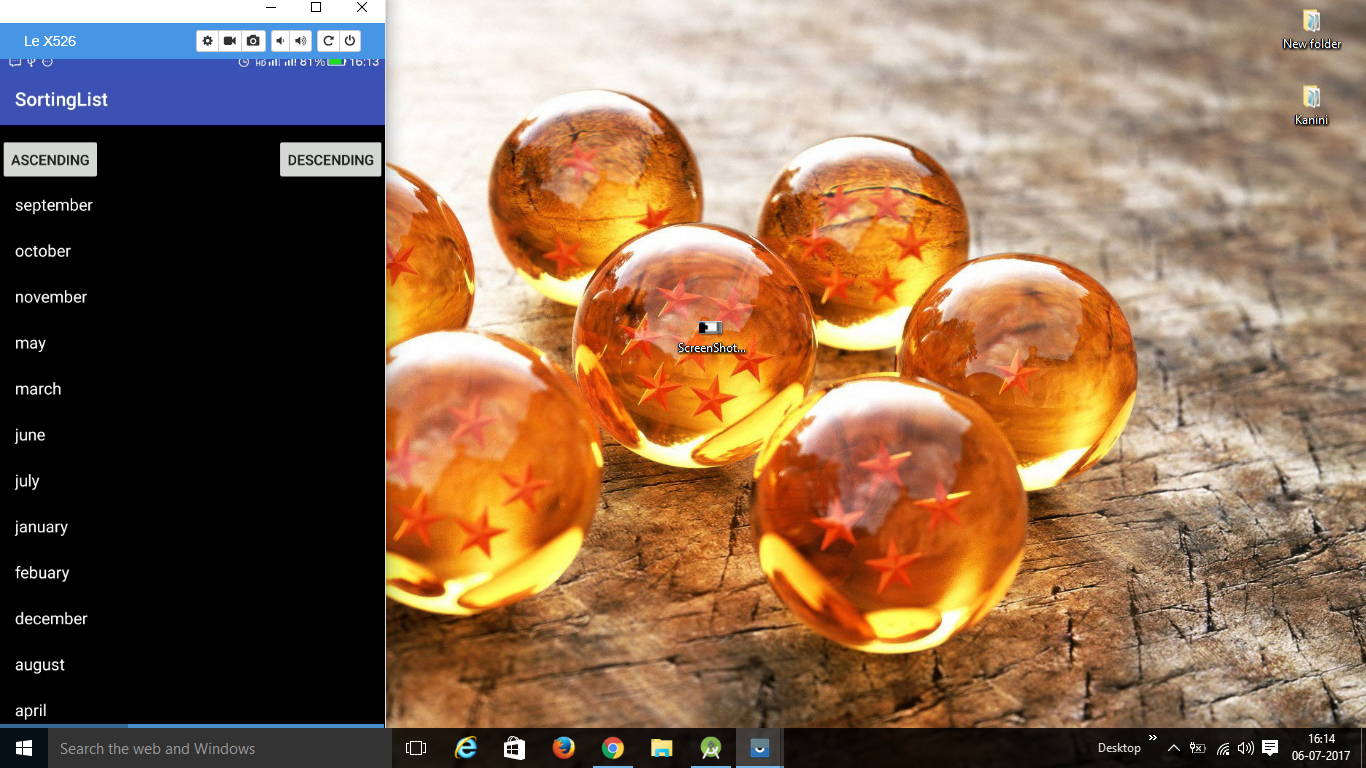 Le X526
81% 16:13
SortingList
ASCENDING DESCENDING
september
october
november
may
march
june
july
january
febuary
december
august
april
New folder
Kanini
ScreenShot...
Search the web and Windows
Desktop
16:14
06-07-2017